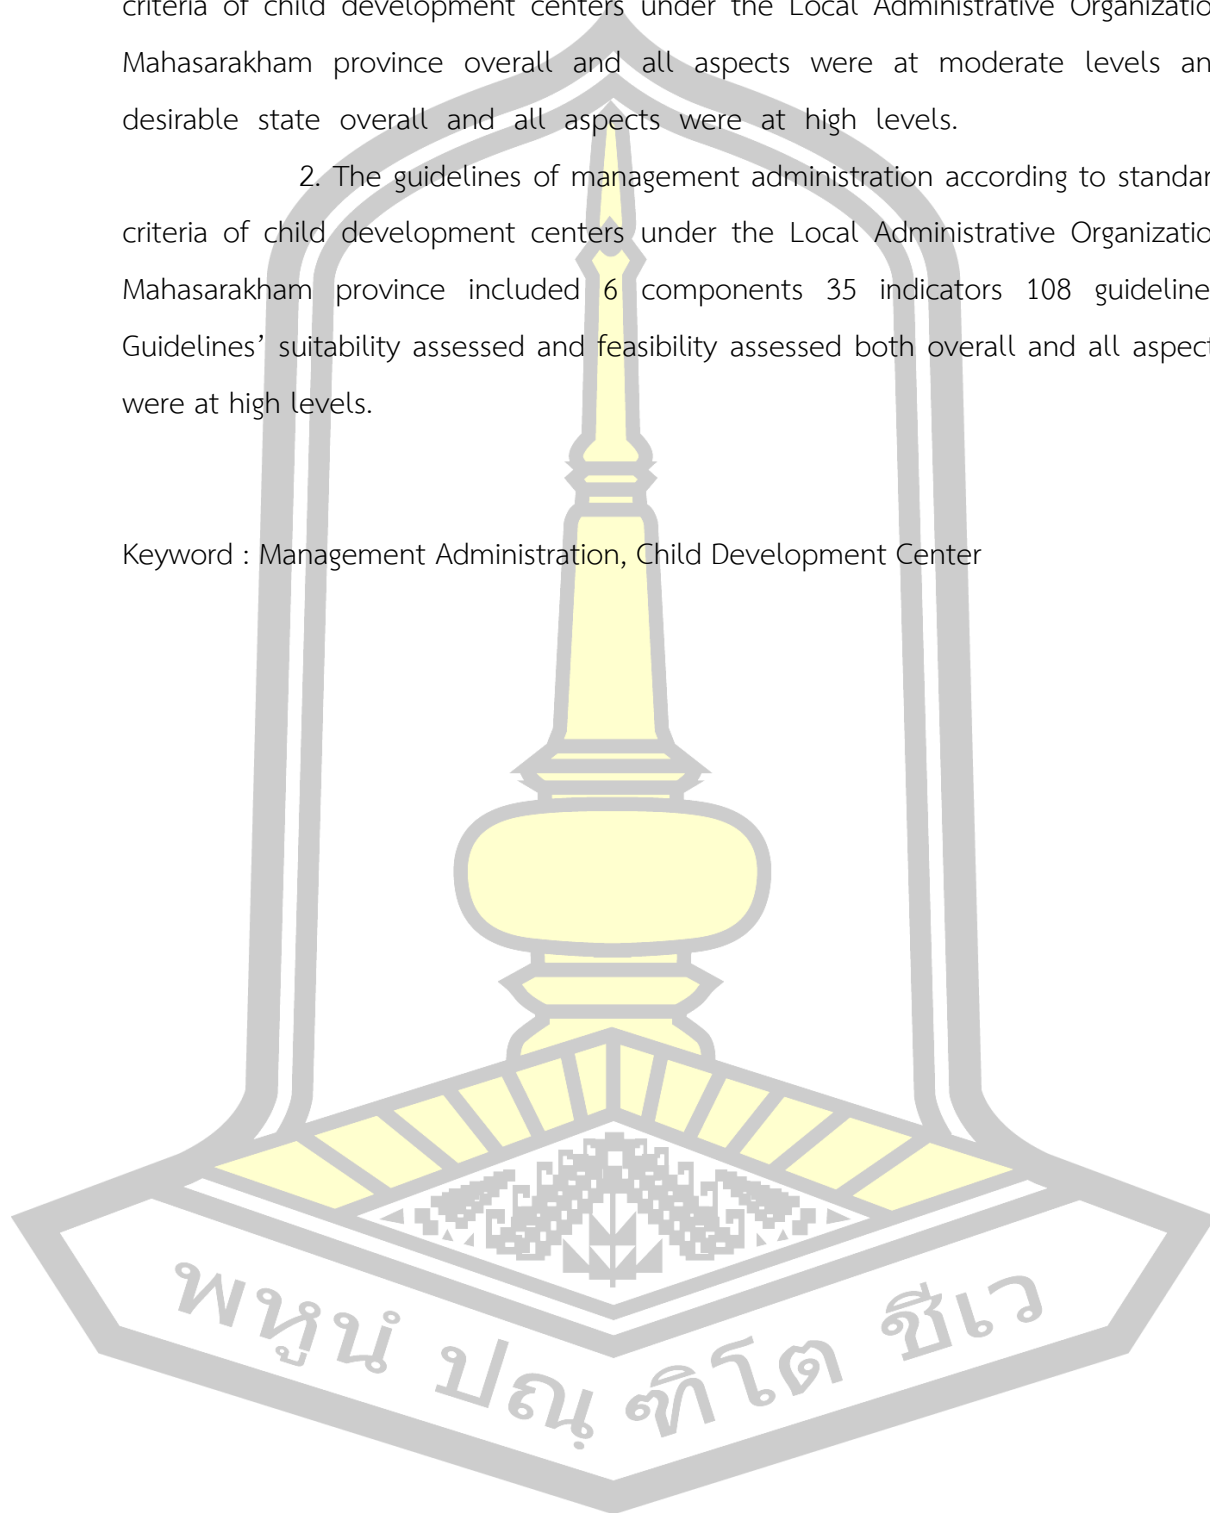 criteria of child development centers under the Local Administrative Organizatio
Mahasarakham province overall and all aspects were at moderate levels an
desirable state overall and all aspects were at high levels.
2. The guidelines of management administration according to standar
criteria of child development centers under the Local Administrative Organizatio
Mahasarakham province included 6 components 35 indicators 108 guideline
Guidelines’ suitability assessed and feasibility assessed both overall and all aspect
were at high levels.
Keyword : Management Administration, Child Development Center
พหูนํ ปณฺ ฑิโต ชีเว